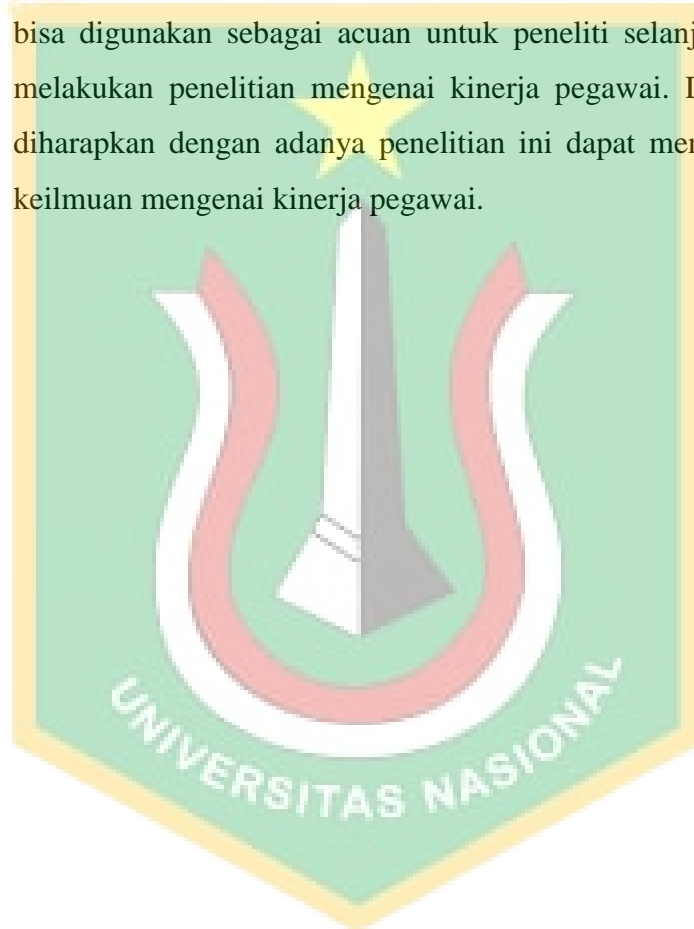 bisa digunakan sebagai acuan untuk peneliti
melakukan penelitian mengenai kinerja pegawai.
diharapkan dengan adanya penelitian ini dapat
keilmuan mengenai kinerja pegawai.
UNIVERSITAS NASIONAL